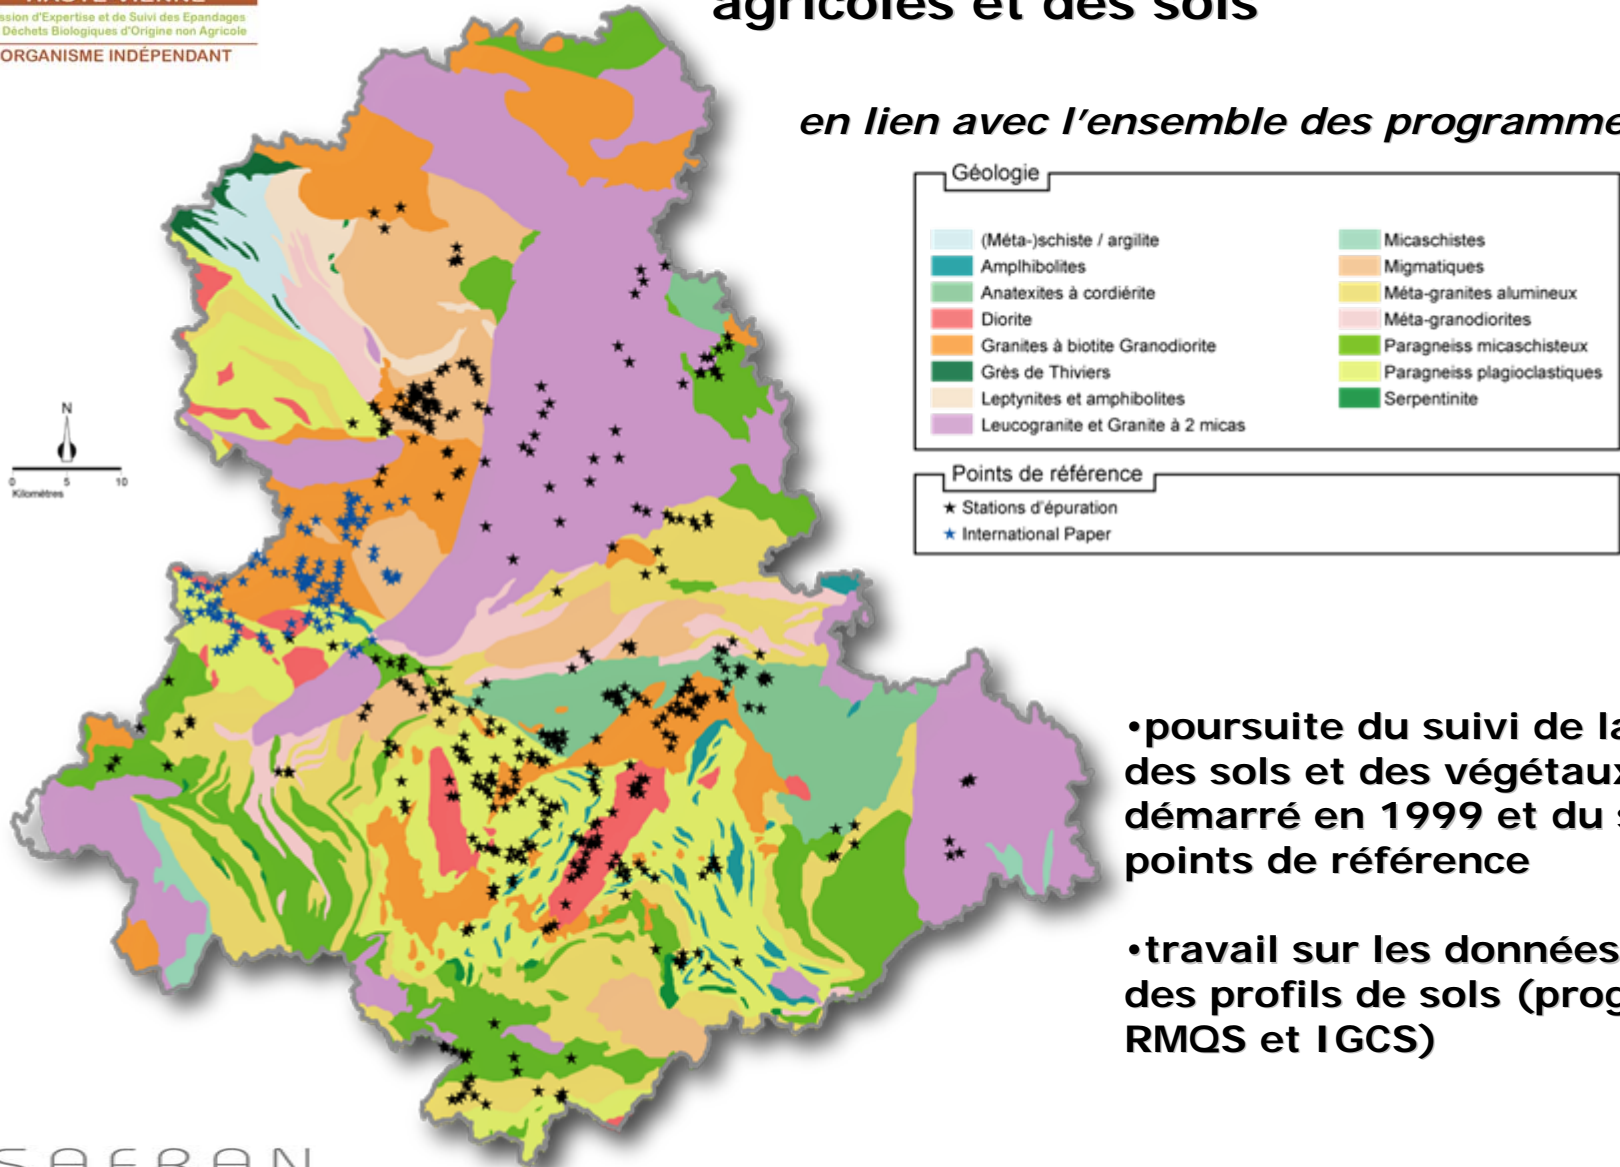 HAUTE-VIENNE
ssion d'Expertise et de Suivi des Epandages
Déchets Biologiques d'Origine non Agricole
ORGANISME INDÉPENDANT
agricoles et des sols
en lien avec l'ensemble des programme
Géologie
(Méta-)schiste / argilite
Amplhibolites
Anatexites à cordiérite
Diorite
Granites à biotite Granodiorite
Grès de Thiviers
Leptynites et amphibolites
Leucogranite et Granite à 2 micas
Micaschistes
Migmatiques
Méta-granites alumineux
Méta-granodiorites
Paragneiss micaschisteux
Paragneiss plagioclastiques
Serpentinite
Points de référence
Stations d'épuration
International Paper
N
0 5 10
Kilomètres
•poursuite du suivi de la
des sols et des végétaux
démarré en 1999 et du s
points de référence
•travail sur les données
des profils de sols (prog
RMQS et IGCS)
SAFRAN